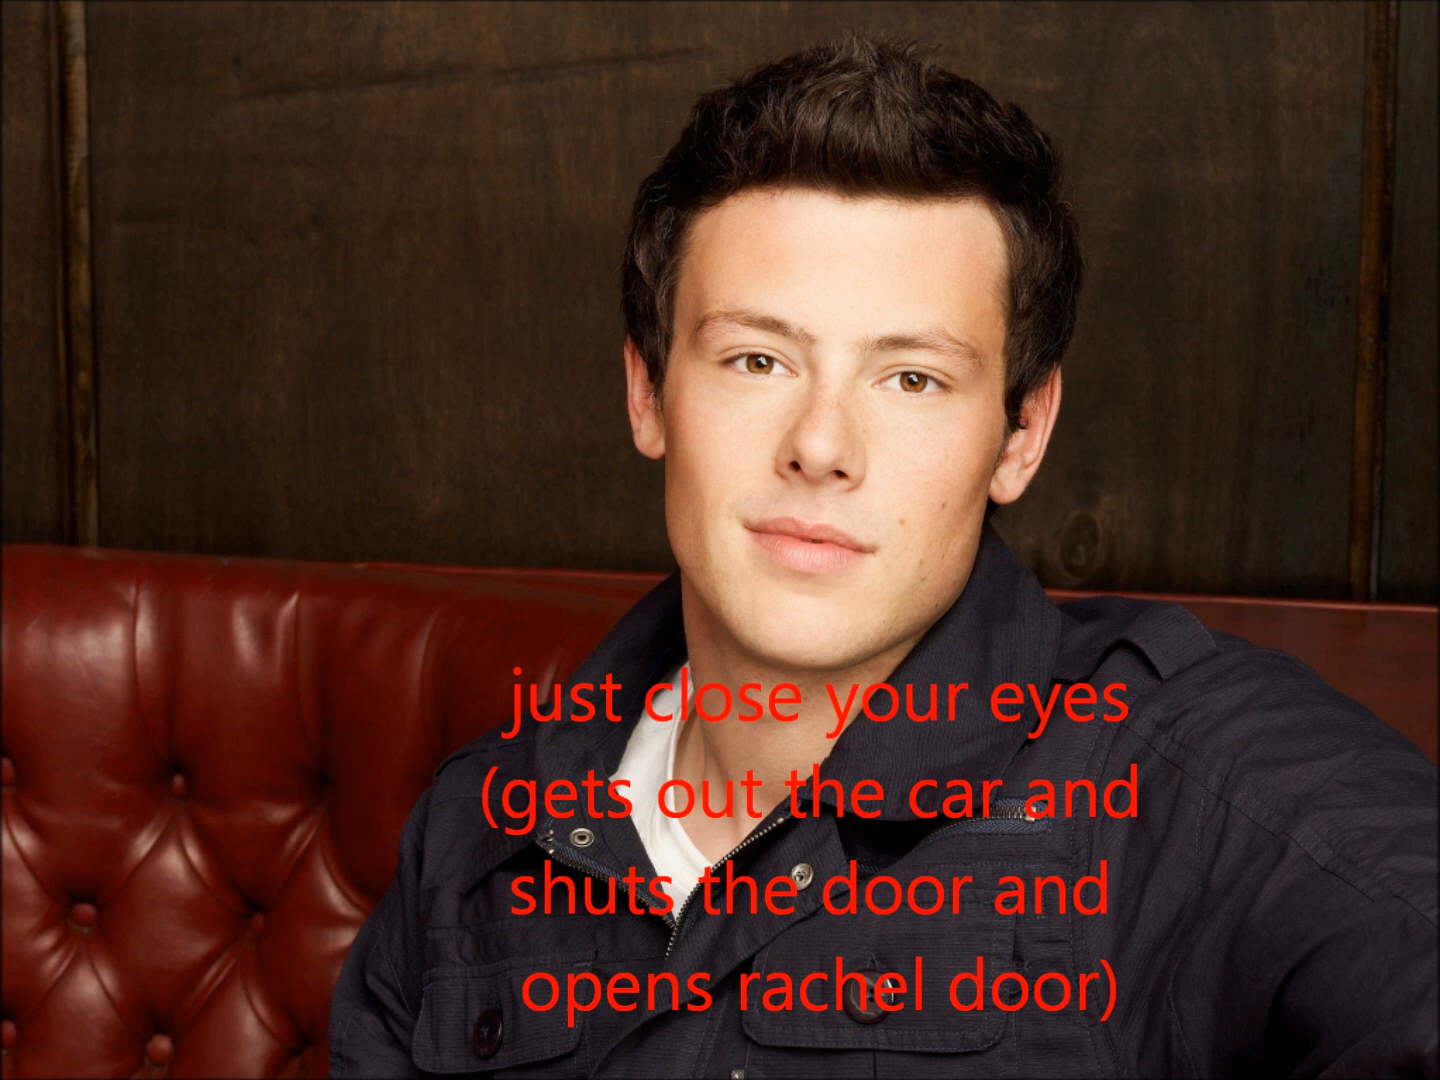 just close your eyes
(gets out the car and
shuts the door and
opens rachel door)